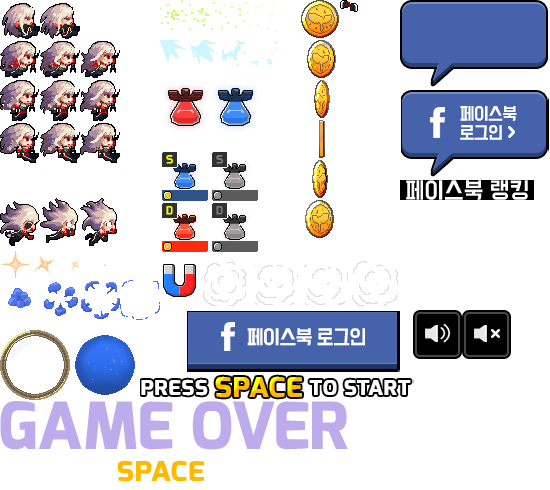 페이스북
로그인 >
페이스북 랭킹
S
S
D
D
페이스북 로그인
PRESS SPACE TO START
GAME OVER
SPACE